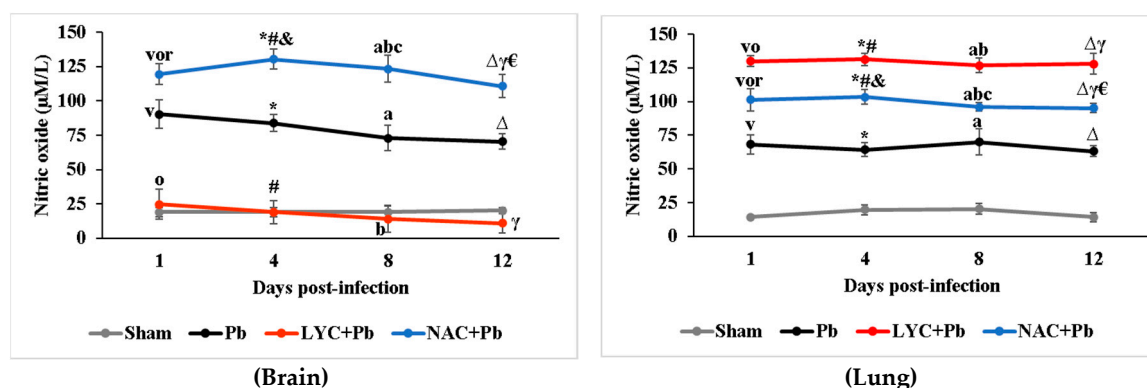 150
125
100
75
50
25
0
Nitric oxide (µM/L)
vor
*#&
abc
Δγ€
v
*
a
Δ
o
#
b
γ
1 4 8 12
Days post-infection
Sham Pb LYC+Pb NAC+Pb
(Brain)
150
125
100
75
50
25
0
Nitric oxide (µM/L)
vo
*#
ab
Δγ
vor
*#&
abc
Δγ€
v
*
a
Δ
1 4 8 12
Days post-infection
Sham Pb LYC+Pb NAC+Pb
(Lung)